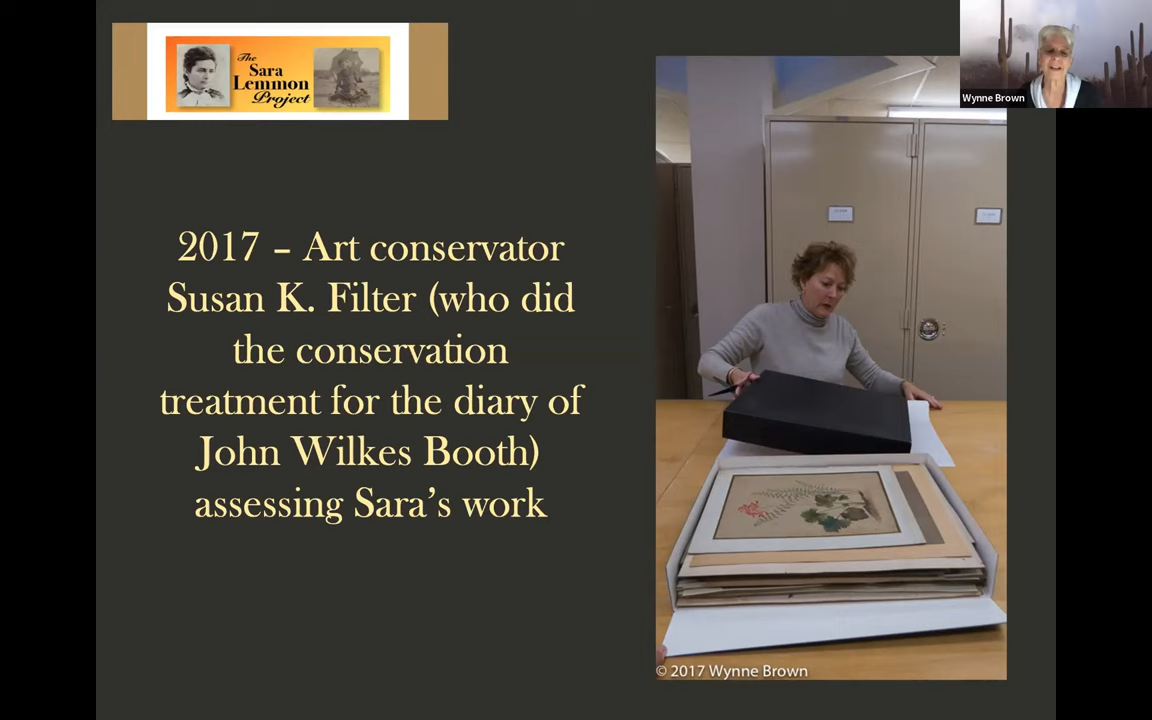 The
Sara
Lemmon
Project
Wynne Brown
2017 – Art conservator
Susan K. Filter (who did
the conservation
treatment for the diary of
John Wilkes Booth)
assessing Sara’s work
© 2017 Wynne Brown